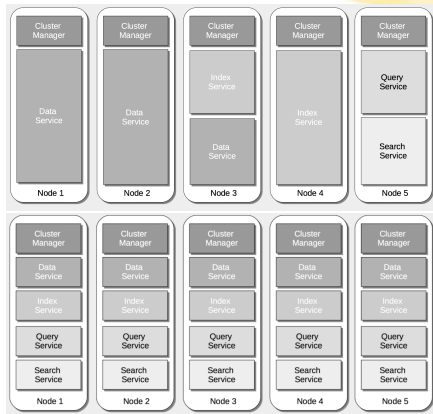 Cluster
Manager
Cluster
Manager
Cluster
Manager
Cluster
Manager
Cluster
Manager
Data
Service
Data
Service
Index
Service
Data
Service
Index
Service
Query
Service
Search
Service
Node 1
Node 2
Node 3
Node 4
Node 5
Cluster
Manager
Cluster
Manager
Cluster
Manager
Cluster
Manager
Cluster
Manager
Data
Service
Data
Service
Data
Service
Data
Service
Data
Service
Index
Service
Index
Service
Index
Service
Index
Service
Index
Service
Query
Service
Query
Service
Query
Service
Query
Service
Query
Service
Search
Service
Search
Service
Search
Service
Search
Service
Search
Service
Node 1
Node 2
Node 3
Node 4
Node 5